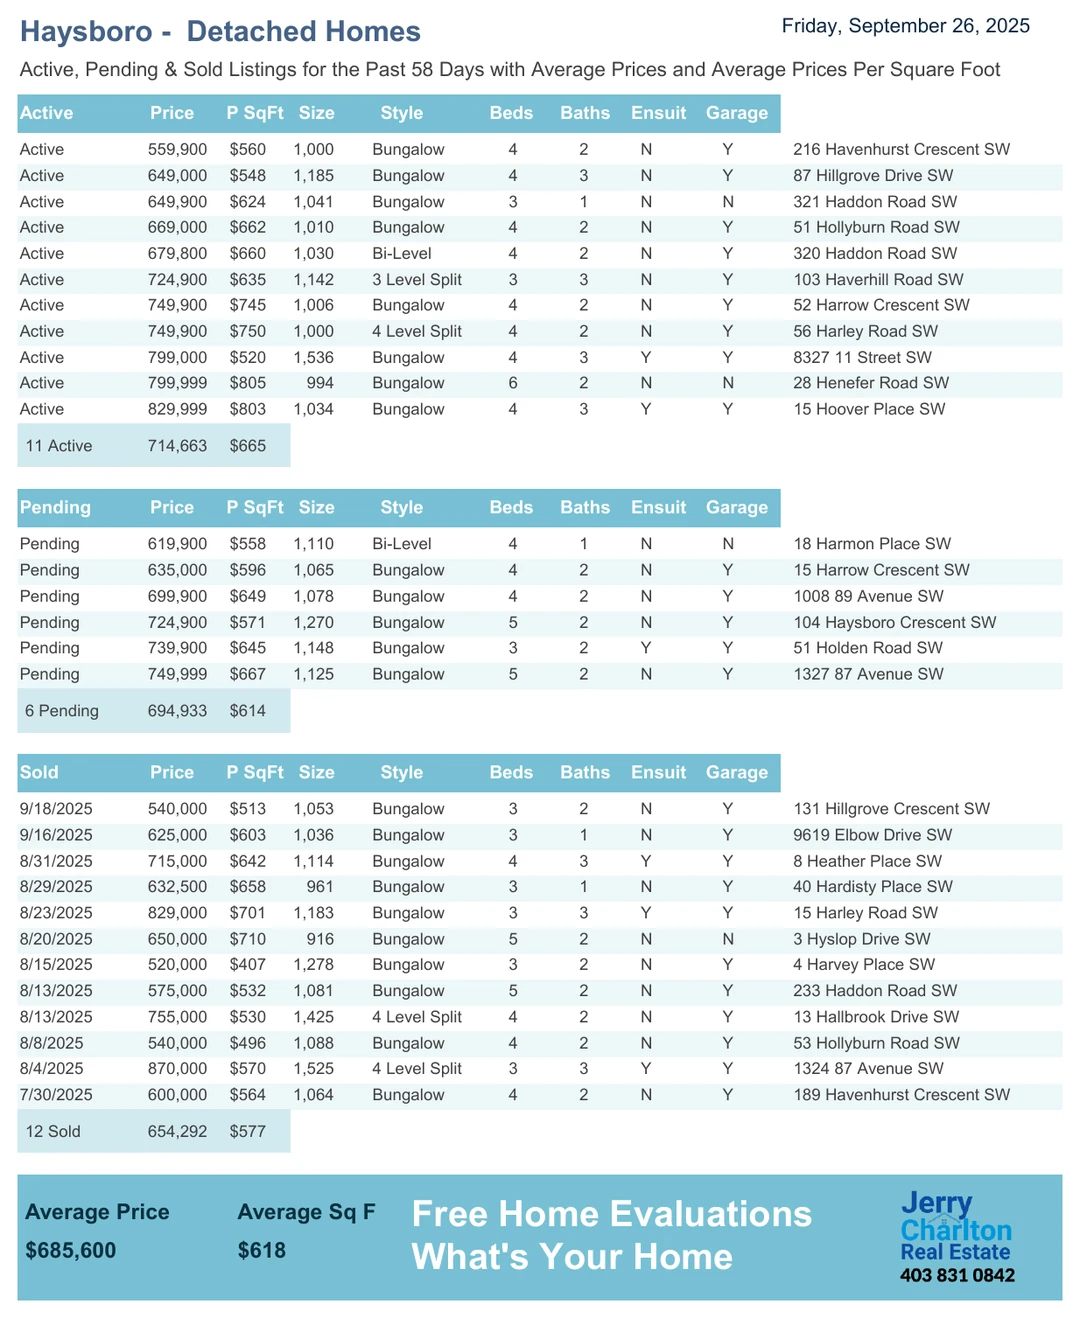 Haysboro - Detached Homes
Friday, September 26, 2025
Active, Pending & Sold Listings for the Past 58 Days with Average Prices and Average Prices Per Square Foot
Active Price P SqFt Size Style Beds Baths Ensuit Garage
Active 559,900 $560 1,000 Bungalow 4 2 N Y 216 Havenhurst Crescent SW
Active 649,000 $548 1,185 Bungalow 4 3 N Y 87 Hillgrove Drive SW
Active 649,900 $624 1,041 Bungalow 3 1 N N 321 Haddon Road SW
Active 669,000 $662 1,010 Bungalow 4 2 N Y 51 Hollyburn Road SW
Active 679,800 $660 1,030 Bi-Level 4 2 N Y 320 Haddon Road SW
Active 724,900 $635 1,142 3 Level Split 3 3 N Y 103 Haverhill Road SW
Active 749,900 $745 1,006 Bungalow 4 2 N Y 52 Harrow Crescent SW
Active 749,900 $750 1,000 4 Level Split 4 2 N Y 56 Harley Road SW
Active 799,000 $520 1,536 Bungalow 4 3 Y Y 8327 11 Street SW
Active 799,999 $805 994 Bungalow 6 2 N N 28 Henefer Road SW
Active 829,999 $803 1,034 Bungalow 4 3 Y Y 15 Hoover Place SW
11 Active 714,663 $665
Pending Price P SqFt Size Style Beds Baths Ensuit Garage
Pending 619,900 $558 1,110 Bi-Level 4 1 N N 18 Harmon Place SW
Pending 635,000 $596 1,065 Bungalow 4 2 N Y 15 Harrow Crescent SW
Pending 699,900 $649 1,078 Bungalow 4 2 N Y 1008 89 Avenue SW
Pending 724,900 $571 1,270 Bungalow 5 2 N Y 104 Haysboro Crescent SW
Pending 739,900 $645 1,148 Bungalow 3 2 Y Y 51 Holden Road SW
Pending 749,999 $667 1,125 Bungalow 5 2 N Y 1327 87 Avenue SW
6 Pending 694,933 $614
Sold Price P SqFt Size Style Beds Baths Ensuit Garage
9/18/2025 540,000 $513 1,053 Bungalow 3 2 N Y 131 Hillgrove Crescent SW
9/16/2025 625,000 $603 1,036 Bungalow 3 1 N Y 9619 Elbow Drive SW
8/31/2025 715,000 $642 1,114 Bungalow 4 3 Y Y 8 Heather Place SW
8/29/2025 632,500 $658 961 Bungalow 3 1 N Y 40 Hardisty Place SW
8/23/2025 829,000 $701 1,183 Bungalow 3 3 Y Y 15 Harley Road SW
8/20/2025 650,000 $710 916 Bungalow 5 2 N N 3 Hyslop Drive SW
8/15/2025 520,000 $407 1,278 Bungalow 3 2 N Y 4 Harvey Place SW
8/13/2025 575,000 $532 1,081 Bungalow 5 2 N Y 233 Haddon Road SW
8/13/2025 755,000 $530 1,425 4 Level Split 4 2 N Y 13 Hallbrook Drive SW
8/8/2025 540,000 $496 1,088 Bungalow 4 2 N Y 53 Hollyburn Road SW
8/4/2025 870,000 $570 1,525 4 Level Split 3 3 Y Y 1324 87 Avenue SW
7/30/2025 600,000 $564 1,064 Bungalow 4 2 N Y 189 Havenhurst Crescent SW
12 Sold 654,292 $577
Average Price Average Sq F
$685,600 $618
Free Home Evaluations
What's Your Home
Jerry
Charlton
Real Estate
403 831 0842